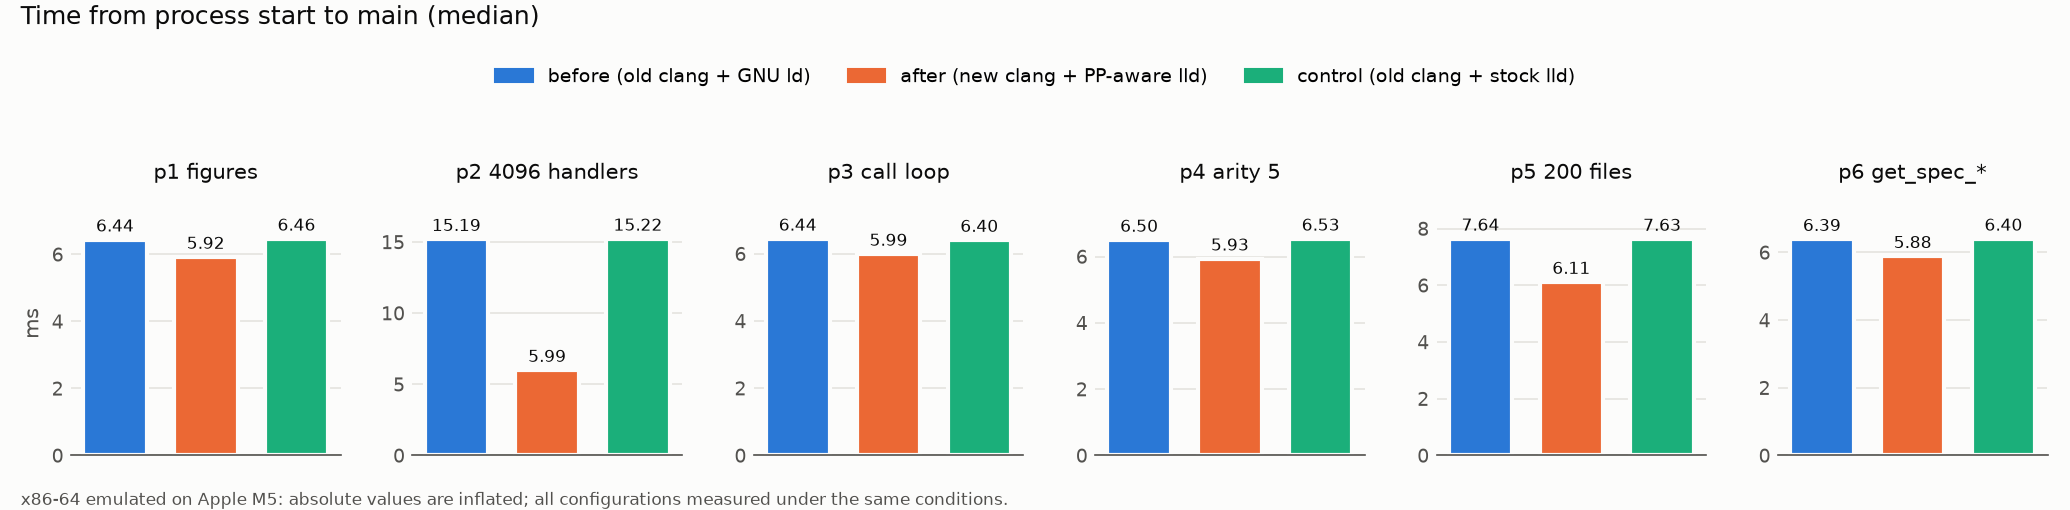 Time from process start to main (median)
before (old clang + GNU ld) after (new clang + PP-aware lld) control (old clang + stock lld)
p1 figures p2 4096 handlers p3 call loop p4 arity 5 p5 200 files p6 get_spec_*
ms
0 2 4 6
6.44 5.92 6.46
0 5 10 15
15.19 5.99 15.22
0 2 4 6
6.44 5.99 6.40
0 2 4 6
6.50 5.93 6.53
0 2 4 6 8
7.64 6.11 7.63
0 2 4 6
6.39 5.88 6.40
x86-64 emulated on Apple M5: absolute values are inflated; all configurations measured under the same conditions.